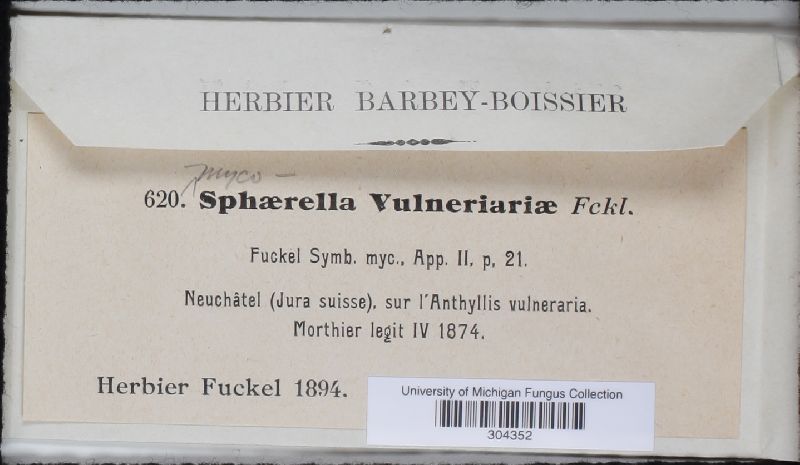 HERBIER BARBEY-BOISSIER
myco-
620. Sphærella Vulneriariæ Fckl.
Fuckel Symb. myc., App. II, p, 21.
Neuchâtel (Jura suisse), sur l'Anthyllis vulneraria.
Morthier legit IV 1874.
Herbier Fuckel 1894.
University of Michigan Fungus Collection
304352